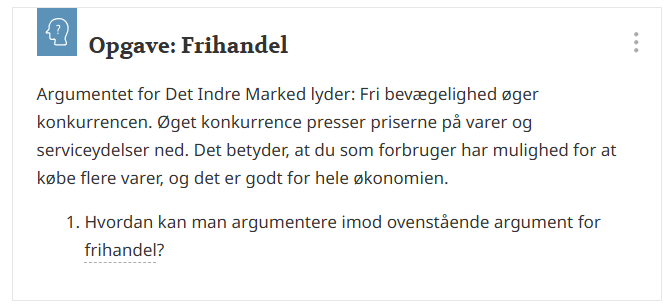 ?
Opgave: Frihandel
Argumentet for Det Indre Marked lyder: Fri bevægelighed øger
konkurrencen. Øget konkurrence presser priserne på varer og
serviceydelser ned. Det betyder, at du som forbruger har mulighed for at
købe flere varer, og det er godt for hele økonomien.
1. Hvordan kan man argumentere imod ovenstående argument for
frihandel?